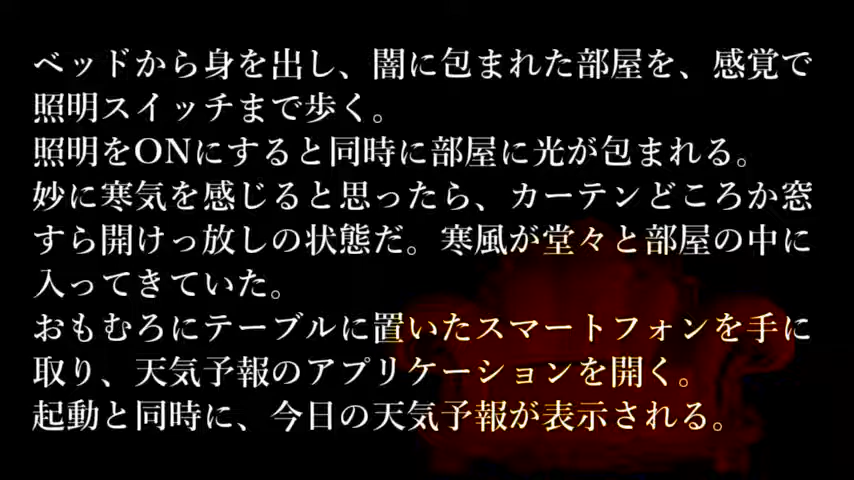 ベッドから身を出し、闇に包まれた部屋を、感覚で
照明スイッチまで歩く。
照明をONにすると同時に部屋に光が包まれる。
妙に寒気を感じると思ったら、カーテンどころか窓
すら開けっ放しの状態だ。寒風が堂々と部屋の中に
入ってきていた。
おもむろにテーブルに置いたスマートフォンを手に
取り、天気予報のアプリケーションを開く。
起動と同時に、今日の天気予報が表示される。